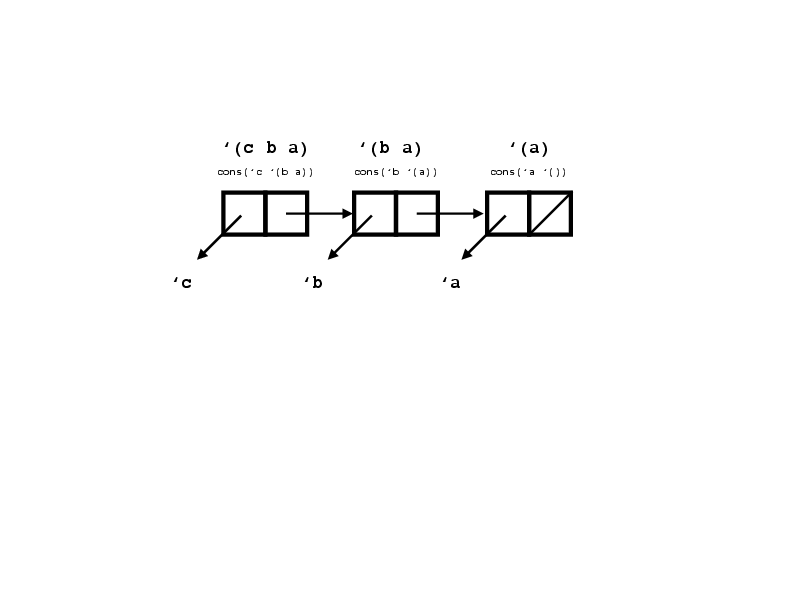 ‘(c b a) ‘(b a) ‘(a)
cons(‘c ‘(b a)) cons(‘b ‘(a)) cons(‘a ‘())
‘c ‘b ‘a